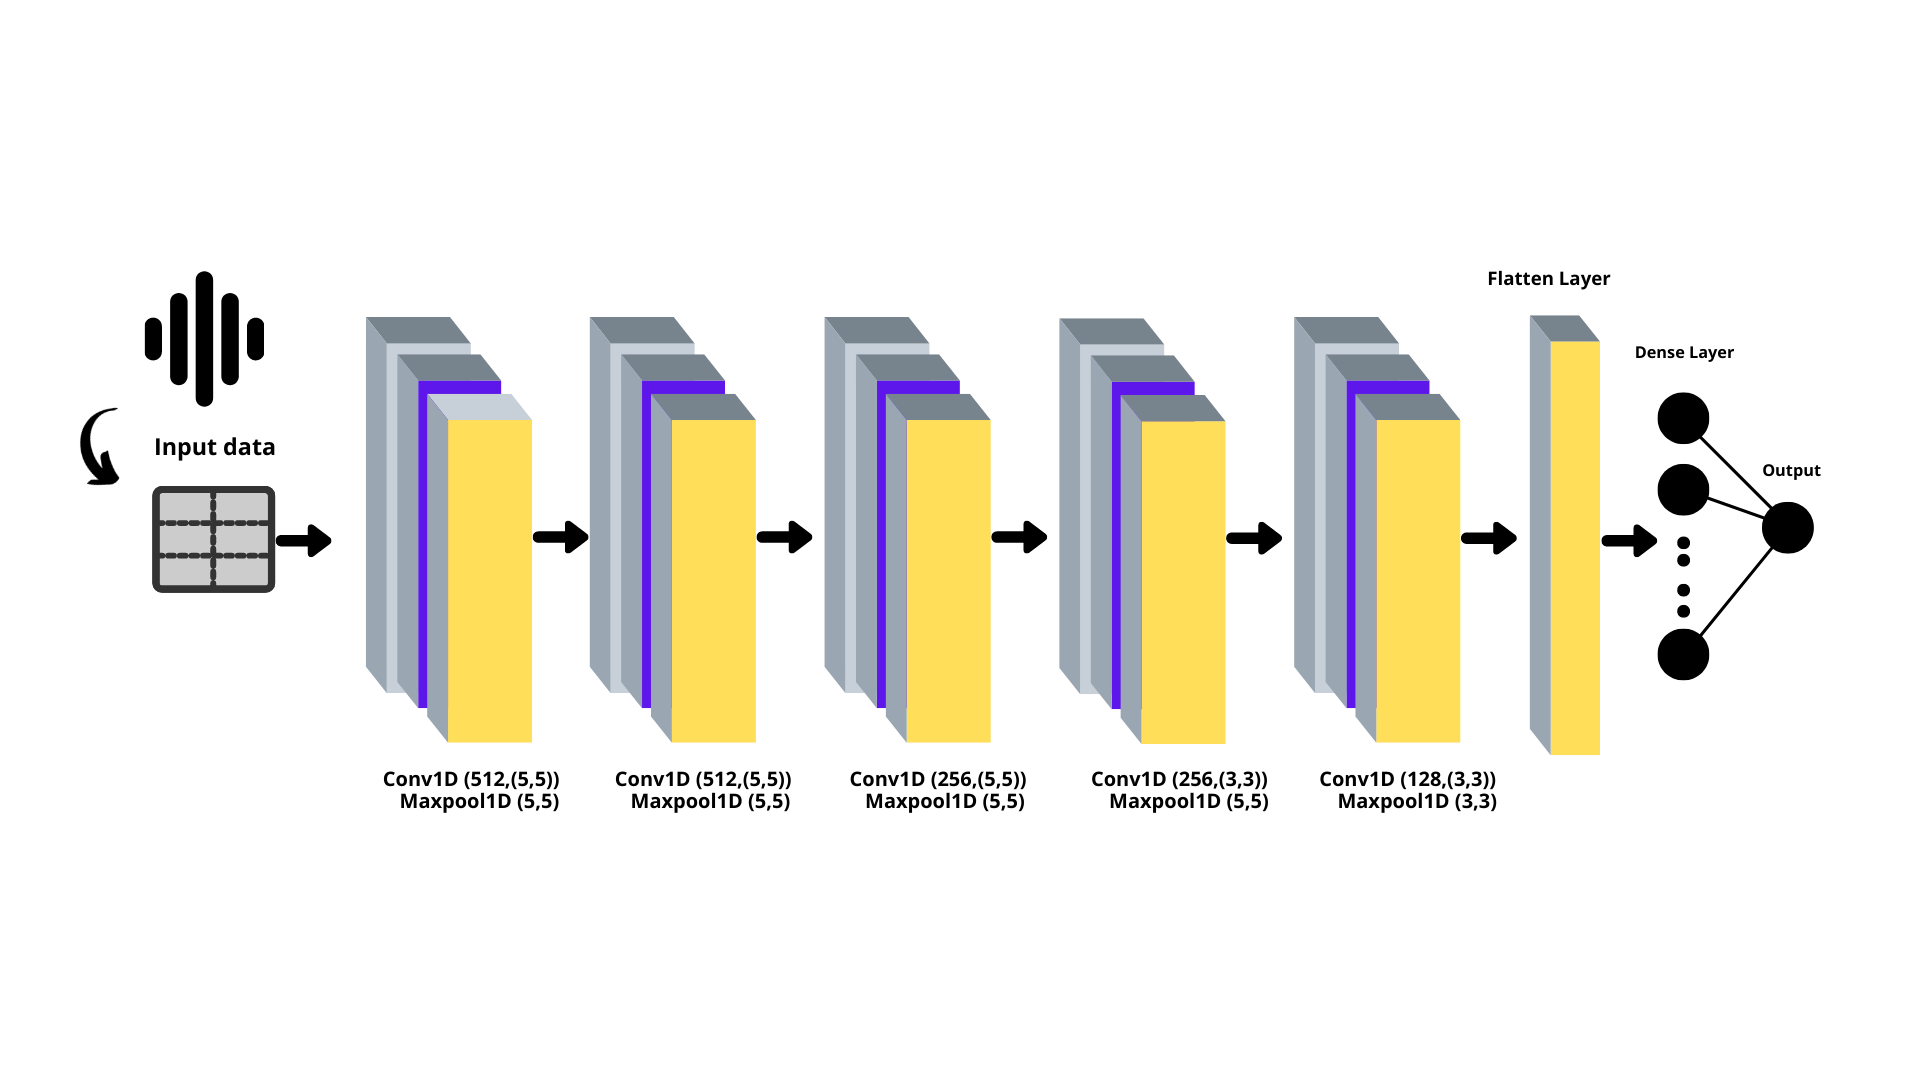 Input data
Conv1D (512,(5,5))
Maxpool1D (5,5)
Conv1D (512,(5,5))
Maxpool1D (5,5)
Conv1D (256,(5,5))
Maxpool1D (5,5)
Conv1D (256,(3,3))
Maxpool1D (5,5)
Conv1D (128,(3,3))
Maxpool1D (3,3)
Flatten Layer
Dense Layer
Output